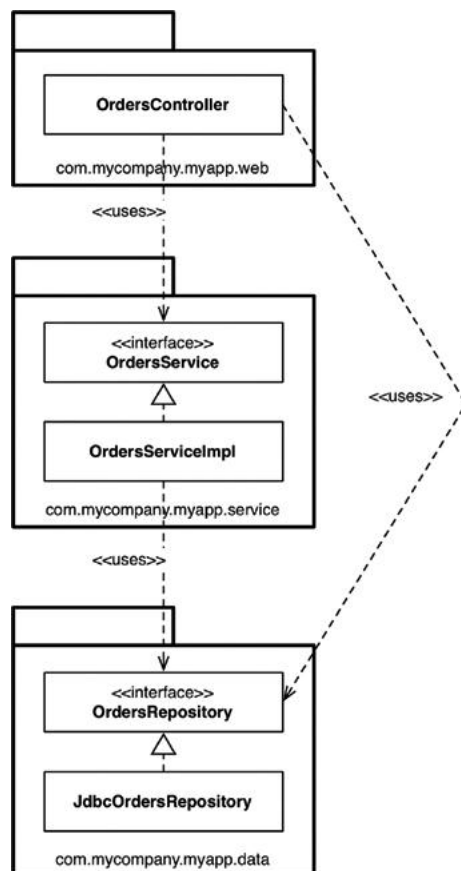 OrdersController
com.mycompany.myapp.web
<<uses>>
<<interface>>
OrdersService
<<uses>>
OrdersServiceImpl
com.mycompany.myapp.service
<<uses>>
<<interface>>
OrdersRepository
JdbcOrdersRepository
com.mycompany.myapp.data